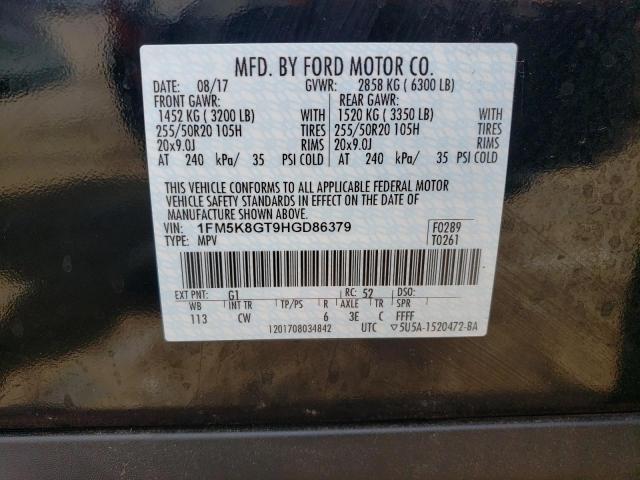 MFD. BY FORD MOTOR CO.
DATE: 08/17 GVWR: 2858 KG ( 6300 LB)
FRONT GAWR: REAR GAWR:
1452 KG ( 3200 LB) WITH 1520 KG ( 3350 LB) WITH
255/50R20 105H TIRES 255/50R20 105H TIRES
20x9.0J RIMS 20x9.0J RIMS
AT 240 kPa/ 35 PSI COLD AT 240 kPa/ 35 PSI COLD
THIS VEHICLE CONFORMS TO ALL APPLICABLE FEDERAL MOTOR
VEHICLE SAFETY STANDARDS IN EFFECT ON THE DATE OF
MANUFACTURE SHOWN ABOVE.
VIN: 1FM5K8GT9HGD86379 F0289
TYPE: MPV T0261
EXT PNT: G1 RC: 52 DSO:
WB INT TR TP/PS R AXLE TR SPR
113 CW 6 3E C FFFF
1201708034842 UTC ▽5U5A-1520472-BA